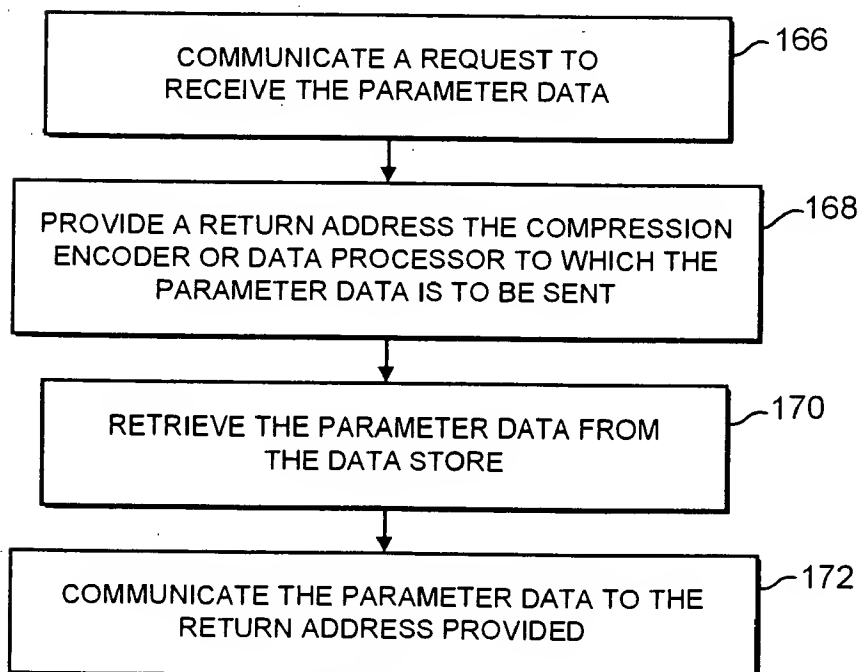 COMMUNICATE A REQUEST TO
RECEIVE THE PARAMETER DATA
166
PROVIDE A RETURN ADDRESS THE COMPRESSION
ENCODER OR DATA PROCESSOR TO WHICH THE
PARAMETER DATA IS TO BE SENT
168
RETRIEVE THE PARAMETER DATA FROM
THE DATA STORE
170
COMMUNICATE THE PARAMETER DATA TO THE
RETURN ADDRESS PROVIDED
172